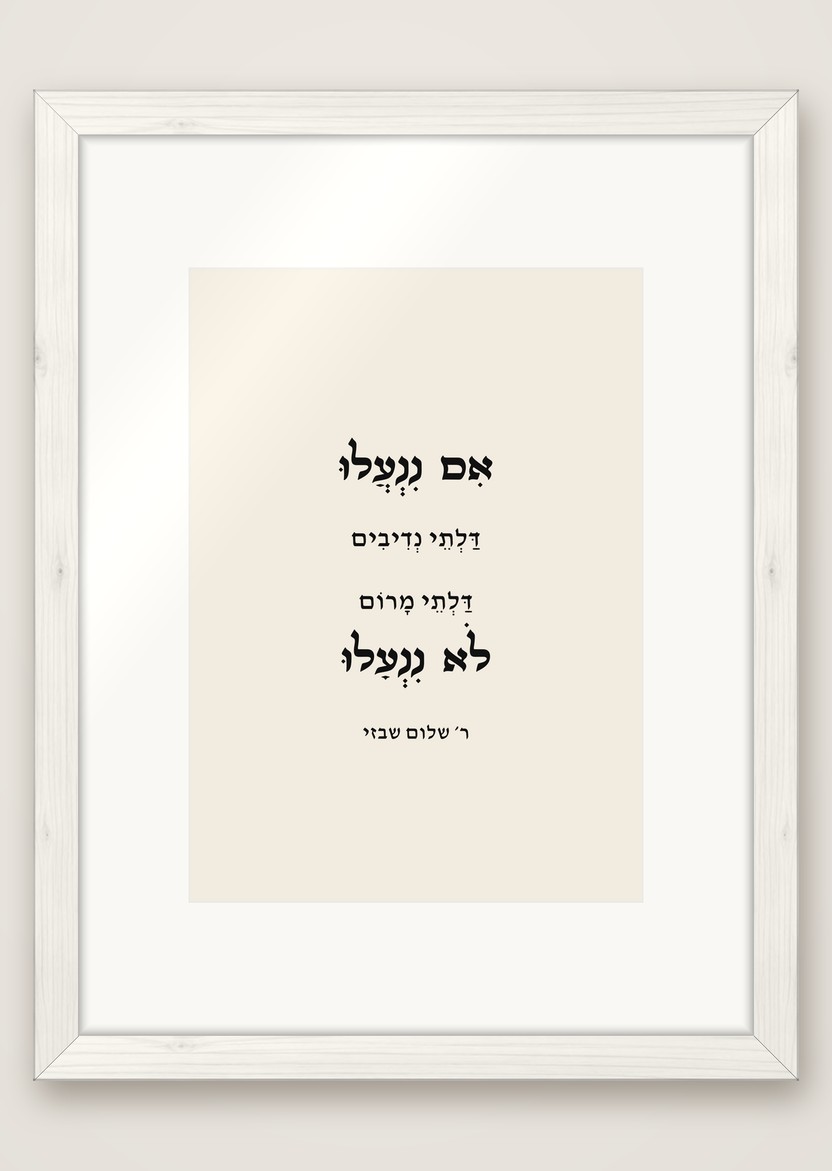 אִם נִנְעֲלוּ
דַּלְתֵי נְדִיבִים
דַּלְתֵי מָרוֹם
לֹא נִנְעָלוּ
ר׳ שלום שבזי